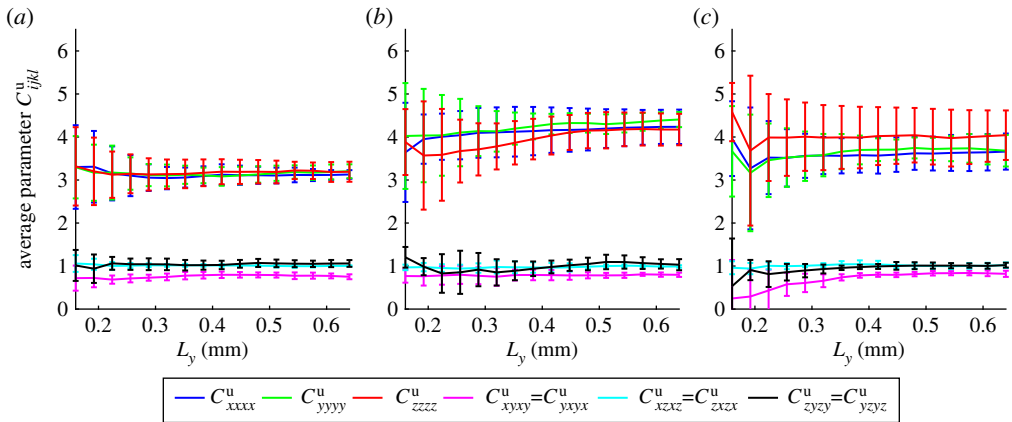 (a) (b) (c)
average parameter C^u_ijkl
6 6 6
5 5 5
4 4 4
3 3 3
2 2 2
1 1 1
0 0 0
0.2 0.3 0.4 0.5 0.6 0.2 0.3 0.4 0.5 0.6 0.2 0.3 0.4 0.5 0.6
L_y (mm) L_y (mm) L_y (mm)
C^u_xxxx C^u_yyyy C^u_zzzz C^u_xyxy=C^u_yxyx C^u_xzxz=C^u_zxzx C^u_zyzy=C^u_yzyz